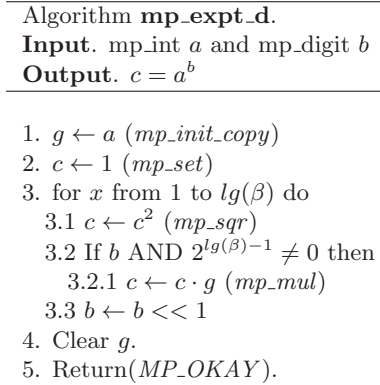 Algorithm mp_expt_d.
Input. mp_int a and mp_digit b
Output. c = a^b
1. g ← a (mp_init_copy)
2. c ← 1 (mp_set)
3. for x from 1 to lg(β) do
3.1 c ← c^2 (mp_sqr)
3.2 If b AND 2^{lg(β)−1} ≠ 0 then
3.2.1 c ← c · g (mp_mul)
3.3 b ← b << 1
4. Clear g.
5. Return(MP_OKAY).